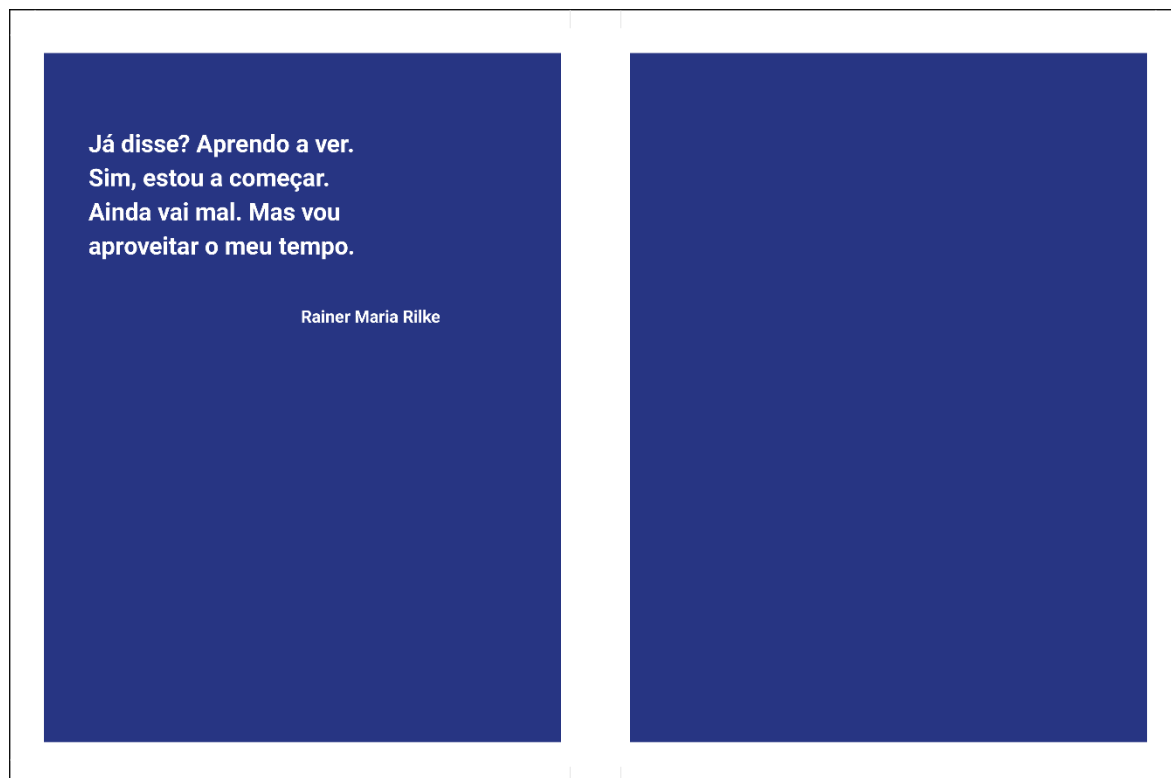 Já disse? Aprendo a ver.
Sim, estou a começar.
Ainda vai mal. Mas vou
aproveitar o meu tempo.
Rainer Maria Rilke